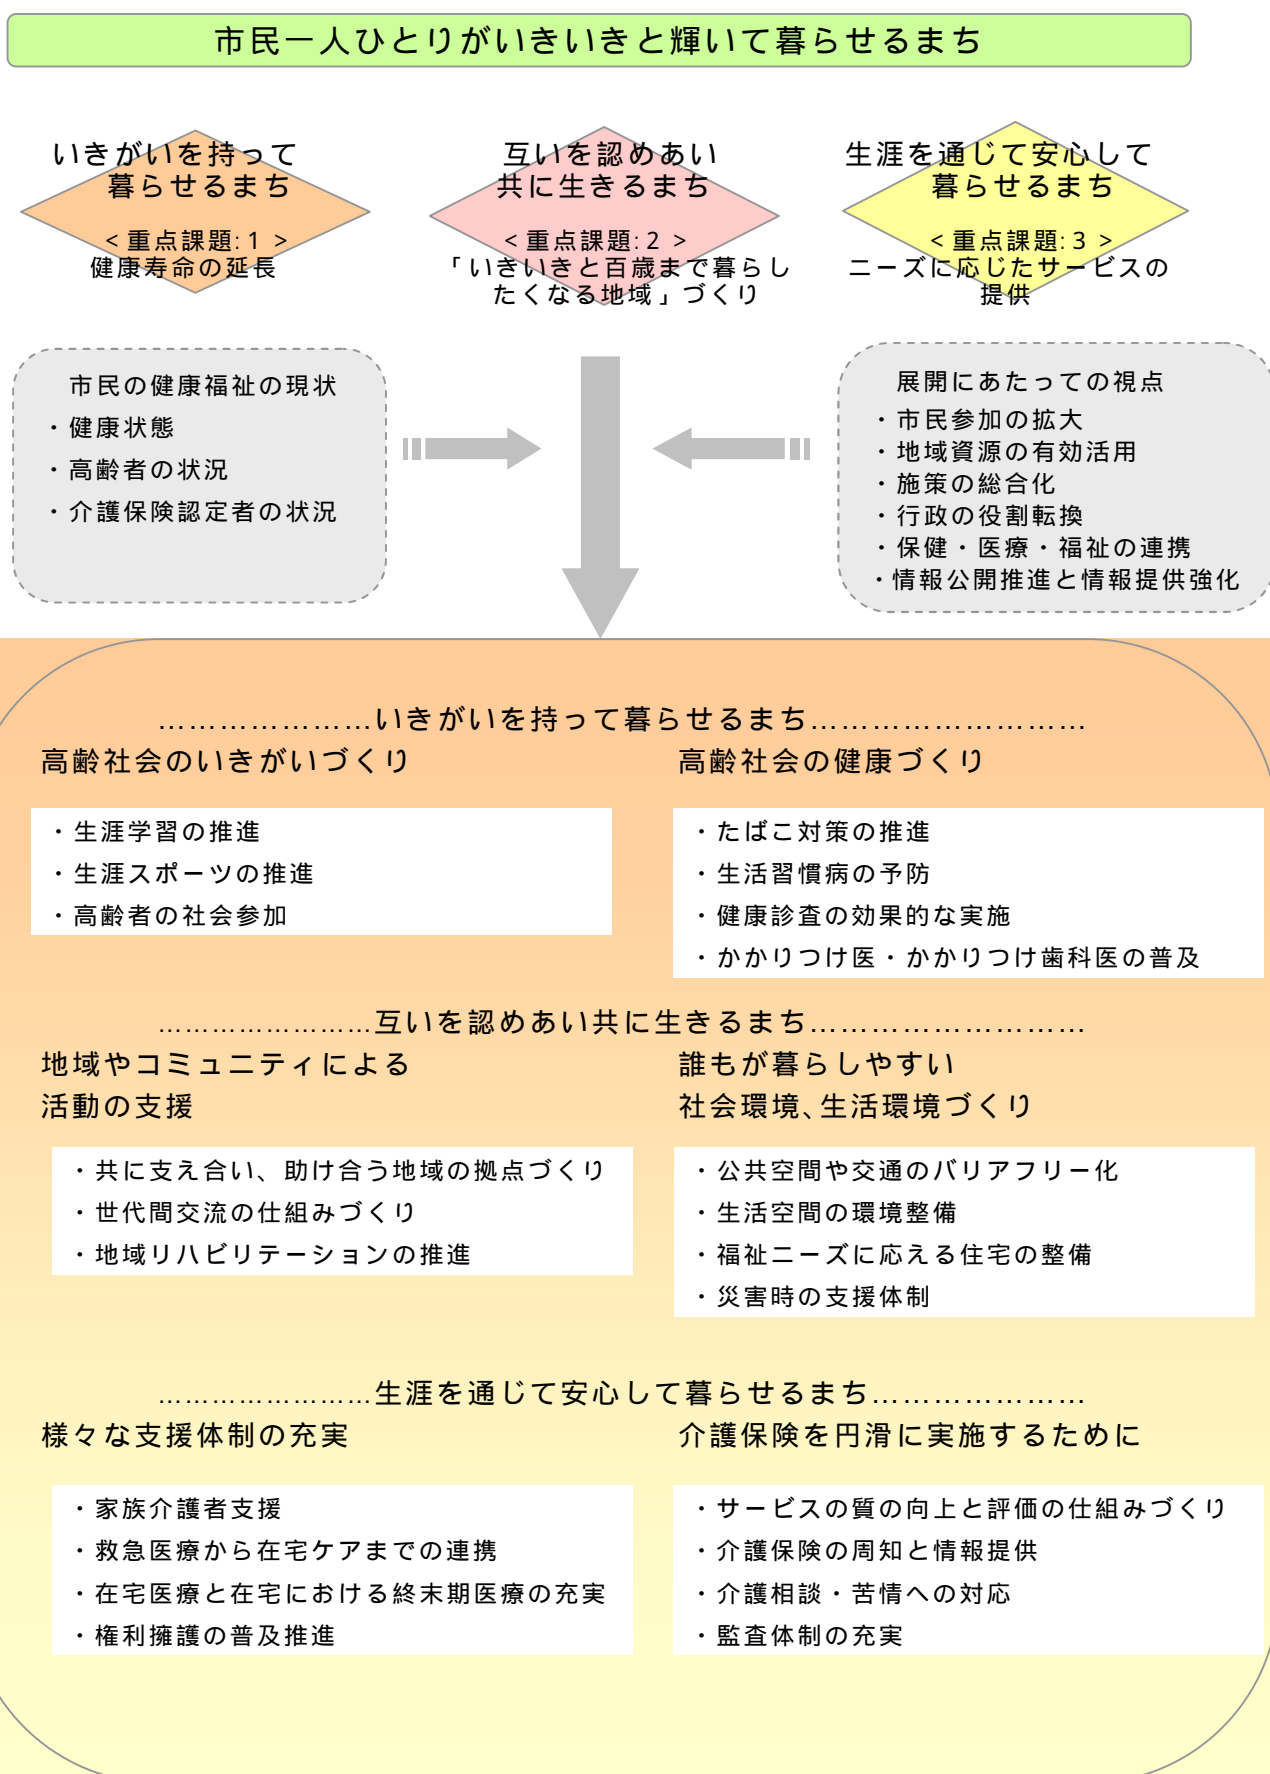 市民一人ひとりがいきいきと輝いて暮らせるまち
いきがいを持って
暮らせるまち
<重点課題:1>
健康寿命の延長
互いを認めあい
共に生きるまち
<重点課題:2>
「いきいきと百歳まで暮らし
たくなる地域」づくり
生涯を通じて安心して
暮らせるまち
<重点課題:3>
ニーズに応じたサービスの
提供
市民の健康福祉の現状
・健康状態
・高齢者の状況
・介護保険認定者の状況
展開にあたっての視点
・市民参加の拡大
・地域資源の有効活用
・施策の総合化
・行政の役割転換
・保健・医療・福祉の連携
・情報公開推進と情報提供強化
…………………いきがいを持って暮らせるまち………………………
高齢社会のいきがいづくり
・生涯学習の推進
・生涯スポーツの推進
・高齢者の社会参加
高齢社会の健康づくり
・たばこ対策の推進
・生活習慣病の予防
・健康診査の効果的な実施
・かかりつけ医・かかりつけ歯科医の普及
……………………互いを認めあい共に生きるまち………………………
地域やコミュニティによる
活動の支援
・共に支え合い、助け合う地域の拠点づくり
・世代間交流の仕組みづくり
・地域リハビリテーションの推進
誰もが暮らしやすい
社会環境、生活環境づくり
・公共空間や交通のバリアフリー化
・生活空間の環境整備
・福祉ニーズに応える住宅の整備
・災害時の支援体制
……………………生涯を通じて安心して暮らせるまち…………………
様々な支援体制の充実
・家族介護者支援
・救急医療から在宅ケアまでの連携
・在宅医療と在宅における終末期医療の充実
・権利擁護の普及推進
介護保険を円滑に実施するために
・サービスの質の向上と評価の仕組みづくり
・介護保険の周知と情報提供
・介護相談・苦情への対応
・監査体制の充実